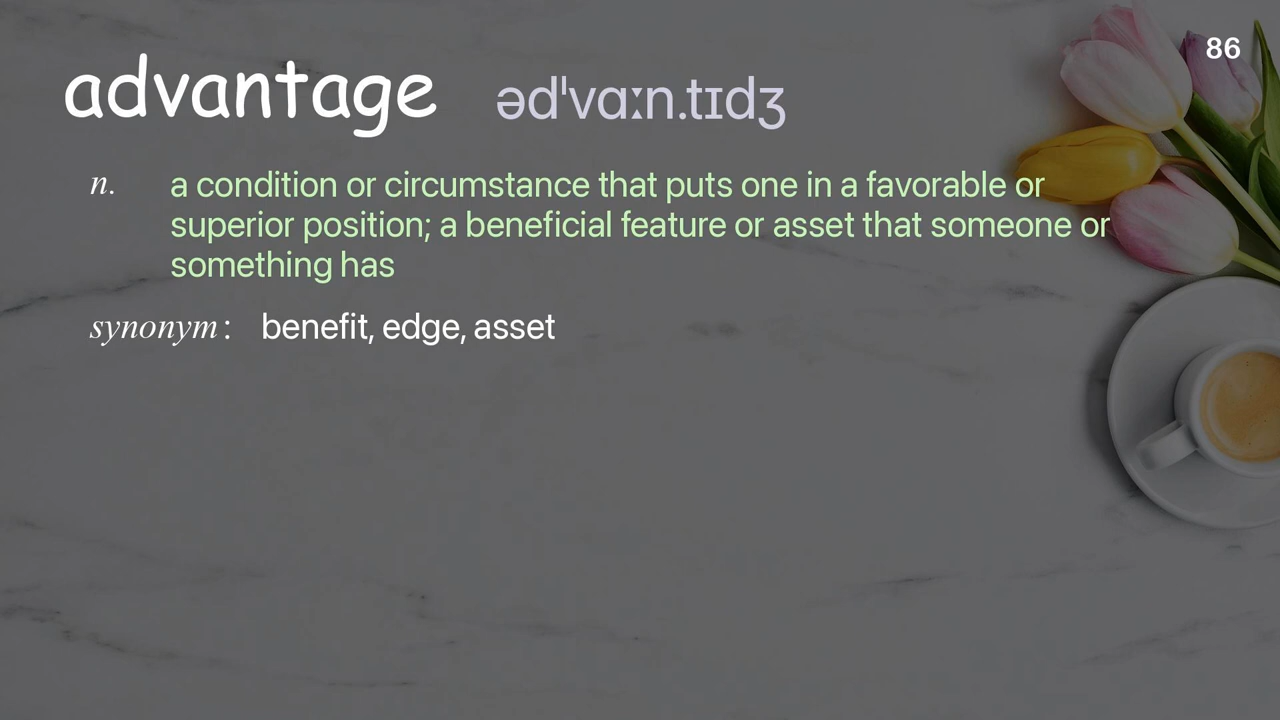 86
advantage ədˈvɑːn.tɪdʒ
n. a condition or circumstance that puts one in a favorable or
superior position; a beneficial feature or asset that someone or
something has
synonym: benefit, edge, asset